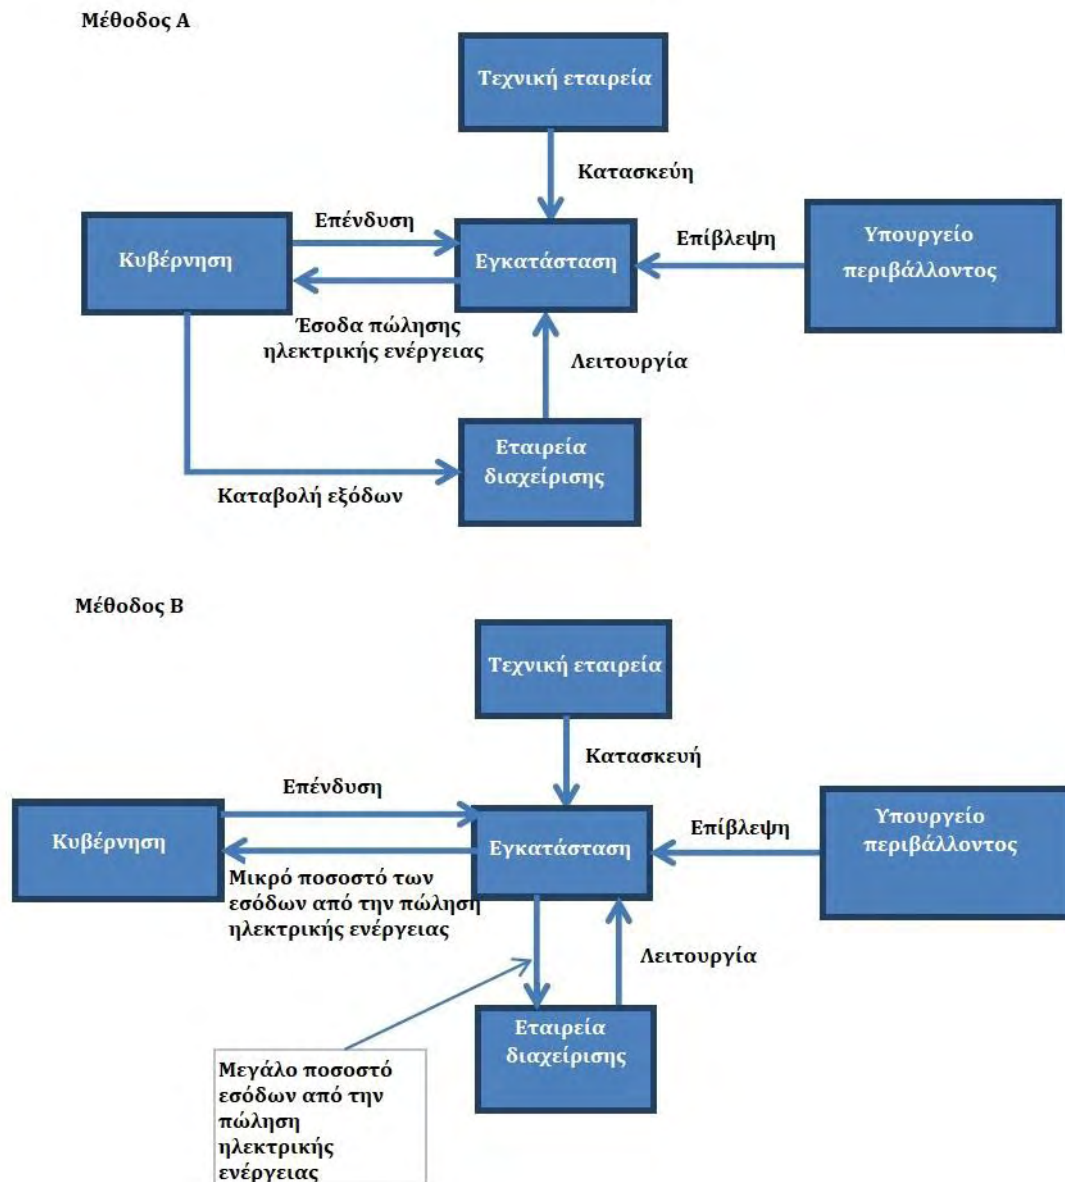 Μέθοδος Α
Τεχνική εταιρεία
Κατασκεύη
Επένδυση
Κυβέρνηση
Εγκατάσταση
Επίβλεψη
Υπουργείο
περιβάλλοντος
Έσοδα πώλησης
ηλεκτρικής ενέργειας
Λειτουργία
Εταιρεία
διαχείρισης
Καταβολή εξόδων
Μέθοδος Β
Τεχνική εταιρεία
Κατασκευή
Επένδυση
Κυβέρνηση
Εγκατάσταση
Επίβλεψη
Υπουργείο
περιβάλλοντος
Μικρό ποσοστό των
εσόδων από την πώληση
ηλεκτρικής ενέργειας
Λειτουργία
Εταιρεία
διαχείρισης
Μεγάλο ποσοστό
εσόδων από την
πώληση
ηλεκτρικής
ενέργειας